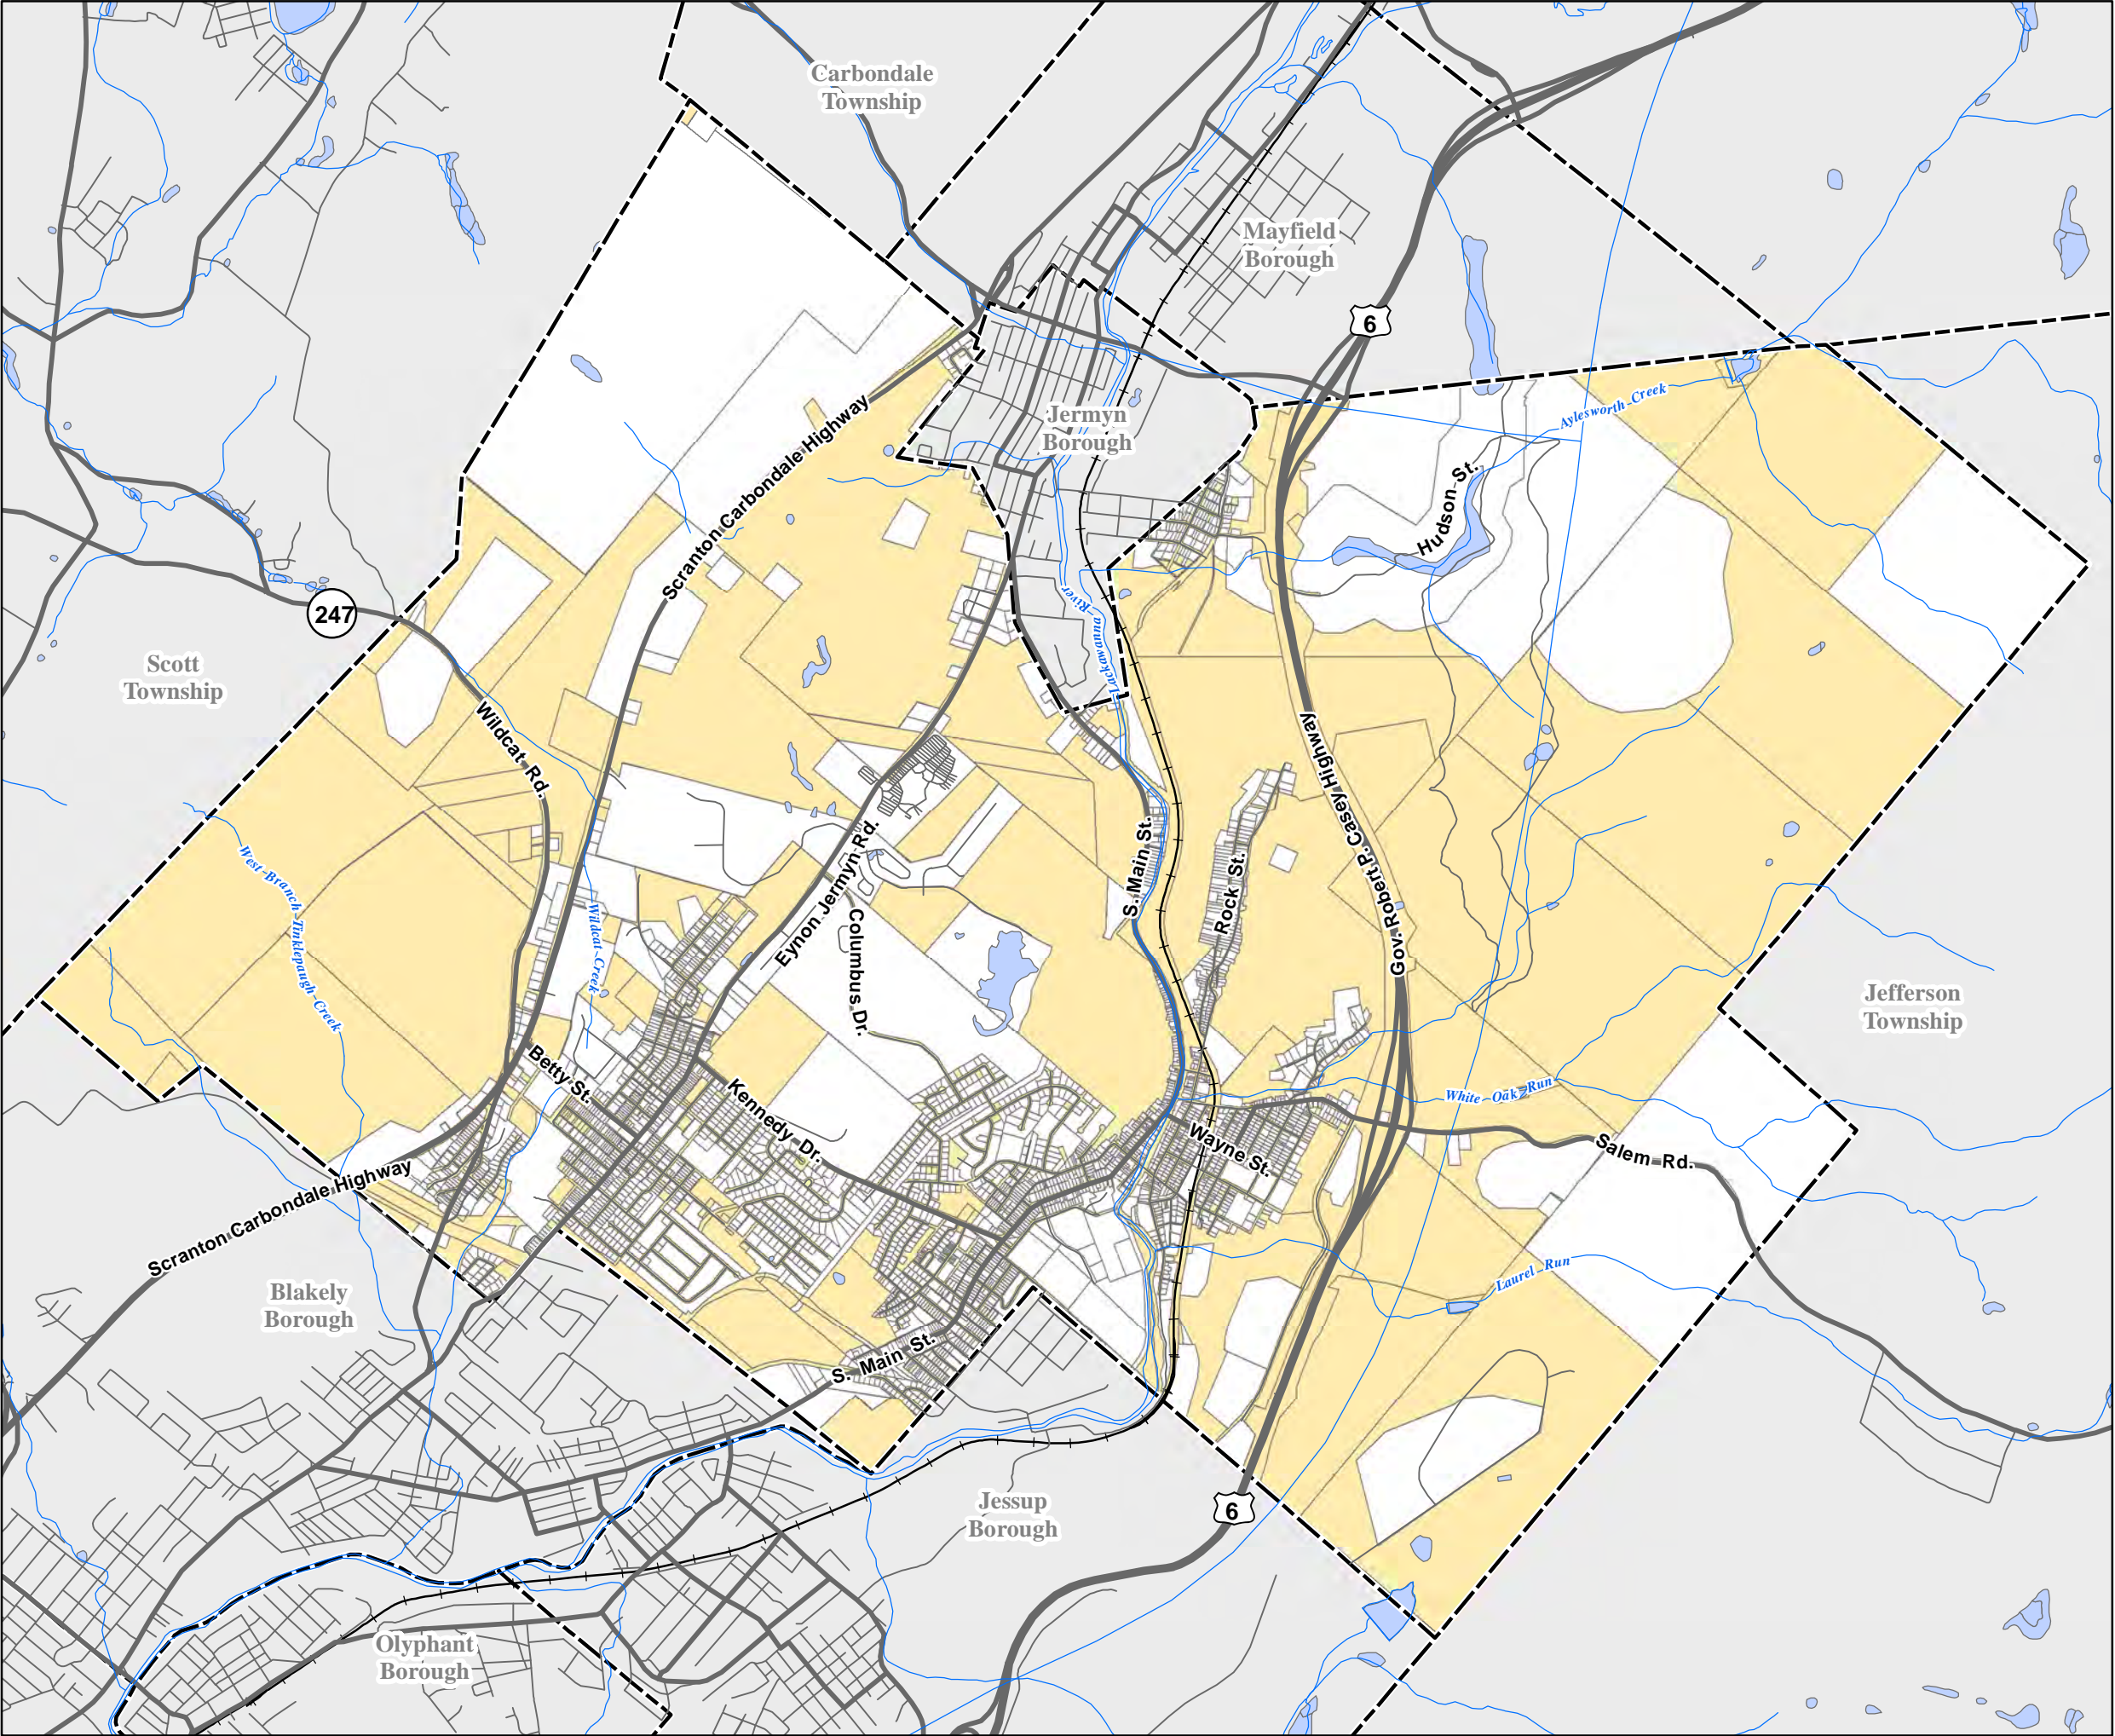 Carbondale
Township
Mayfield
Borough
6
Jermyn
Borough
Aylesworth Creek
Scranton Carbondale Highway
Hudson St.
247
Lackawanna River
Scott
Township
Wildcat Rd.
Gov. Robert P. Casey Highway
Eynon Jermyn Rd.
S. Main St.
Rock St.
West Branch Tinklepaugh Creek
Wildcat Creek
Columbus Dr.
Jefferson
Township
Betty St.
Kennedy Dr.
White Oak Run
Wayne St.
Salem Rd.
Scranton Carbondale Highway
Laurel Run
Blakely
Borough
S. Main St.
Jessup
Borough
6
Olyphant
Borough